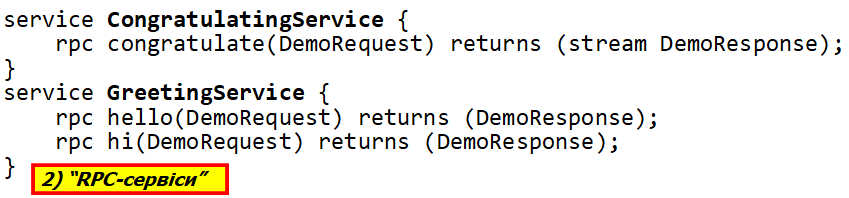 service CongratulatingService {
    rpc congratulate(DemoRequest) returns (stream DemoResponse);
}
service GreetingService {
    rpc hello(DemoRequest) returns (DemoResponse);
    rpc hi(DemoRequest) returns (DemoResponse);
}
2) “RPC-сервіси”